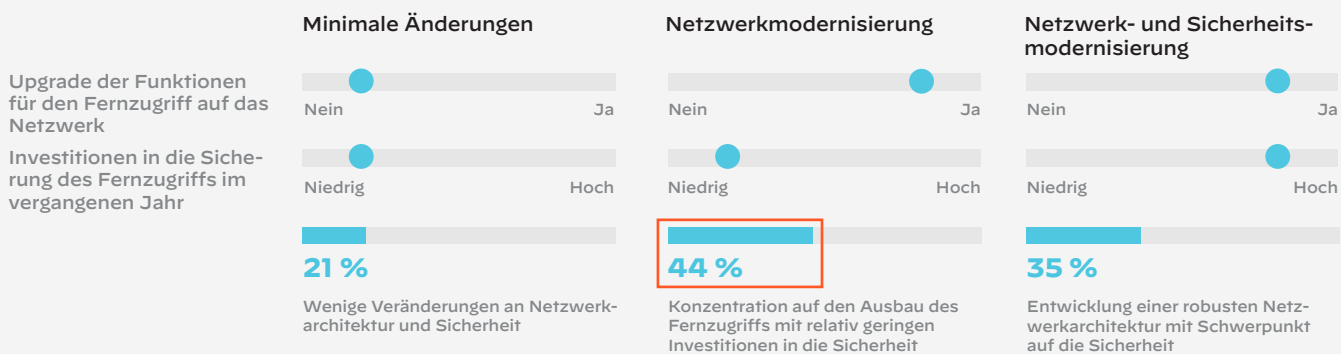 Minimale Änderungen
Netzwerkmodernisierung
Netzwerk- und Sicherheits-
modernisierung
Upgrade der Funktionen
für den Fernzugriff auf das
Netzwerk
Nein
Ja
Nein
Ja
Nein
Ja
Investitionen in die Siche-
rung des Fernzugriffs im
vergangenen Jahr
Niedrig
Hoch
Niedrig
Hoch
Niedrig
Hoch
21 %
Wenige Veränderungen an Netzwerk-
architektur und Sicherheit
44 %
Konzentration auf den Ausbau des
Fernzugriffs mit relativ geringen
Investitionen in die Sicherheit
35 %
Entwicklung einer robusten Netz-
werkarchitektur mit Schwerpunkt
auf die Sicherheit